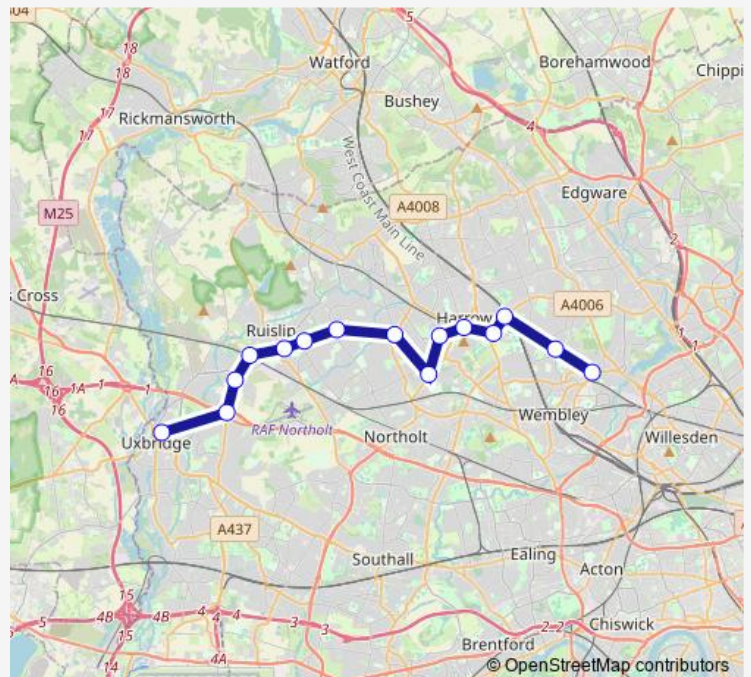 04
5
18
Watford
Borehamwood
Chippi
18
Bushey
17
Rickmansworth
4
17
West Coast Main Line
Edgware
M25
A4008
2
s Cross
A4006
Harrow
Ruislip
1
1
16
A
1A
1
1
16
16
RAF Northolt
Wembley
Uxbridge
Northolt
Willesden
A437
Southall
Ealing
Acton
15
4B
4B
4
4
3
Chiswick
5
15
3
2
2
14
4A
Brentford
© OpenStreetMap contributors